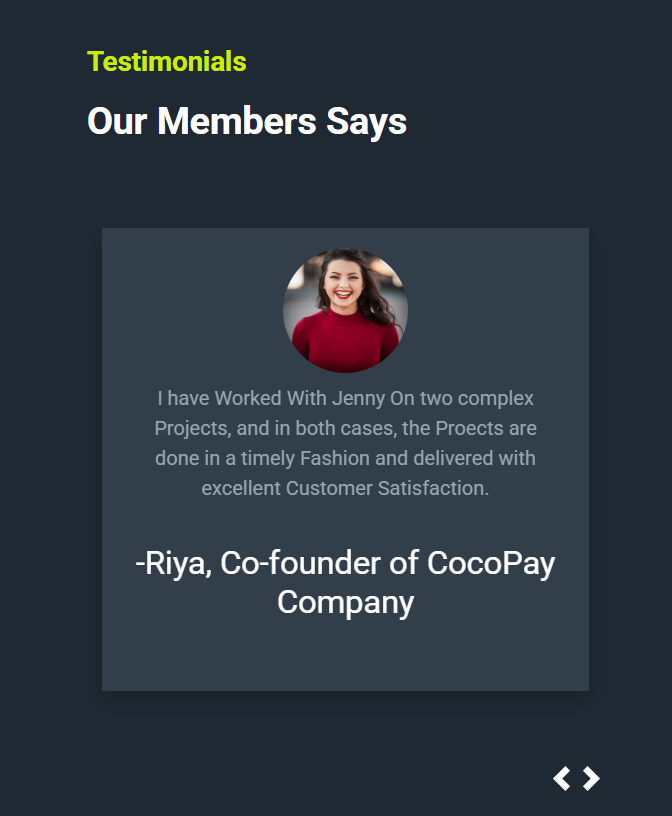 Testimonials
Our Members Says
I have Worked With Jenny On two complex
Projects, and in both cases, the Proects are
done in a timely Fashion and delivered with
excellent Customer Satisfaction.
-Riya, Co-founder of CocoPay
Company